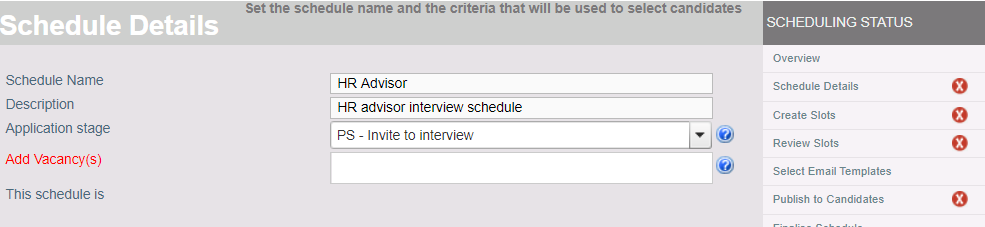 Set the schedule name and the criteria that will be used to select candidates
Schedule Details
Schedule Name
HR Advisor
Description
HR advisor interview schedule
Application stage
PS - Invite to interview
Add Vacancy(s)
This schedule is
SCHEDULING STATUS
Overview
Schedule Details
Create Slots
Review Slots
Select Email Templates
Publish to Candidates
Finalise Schedule